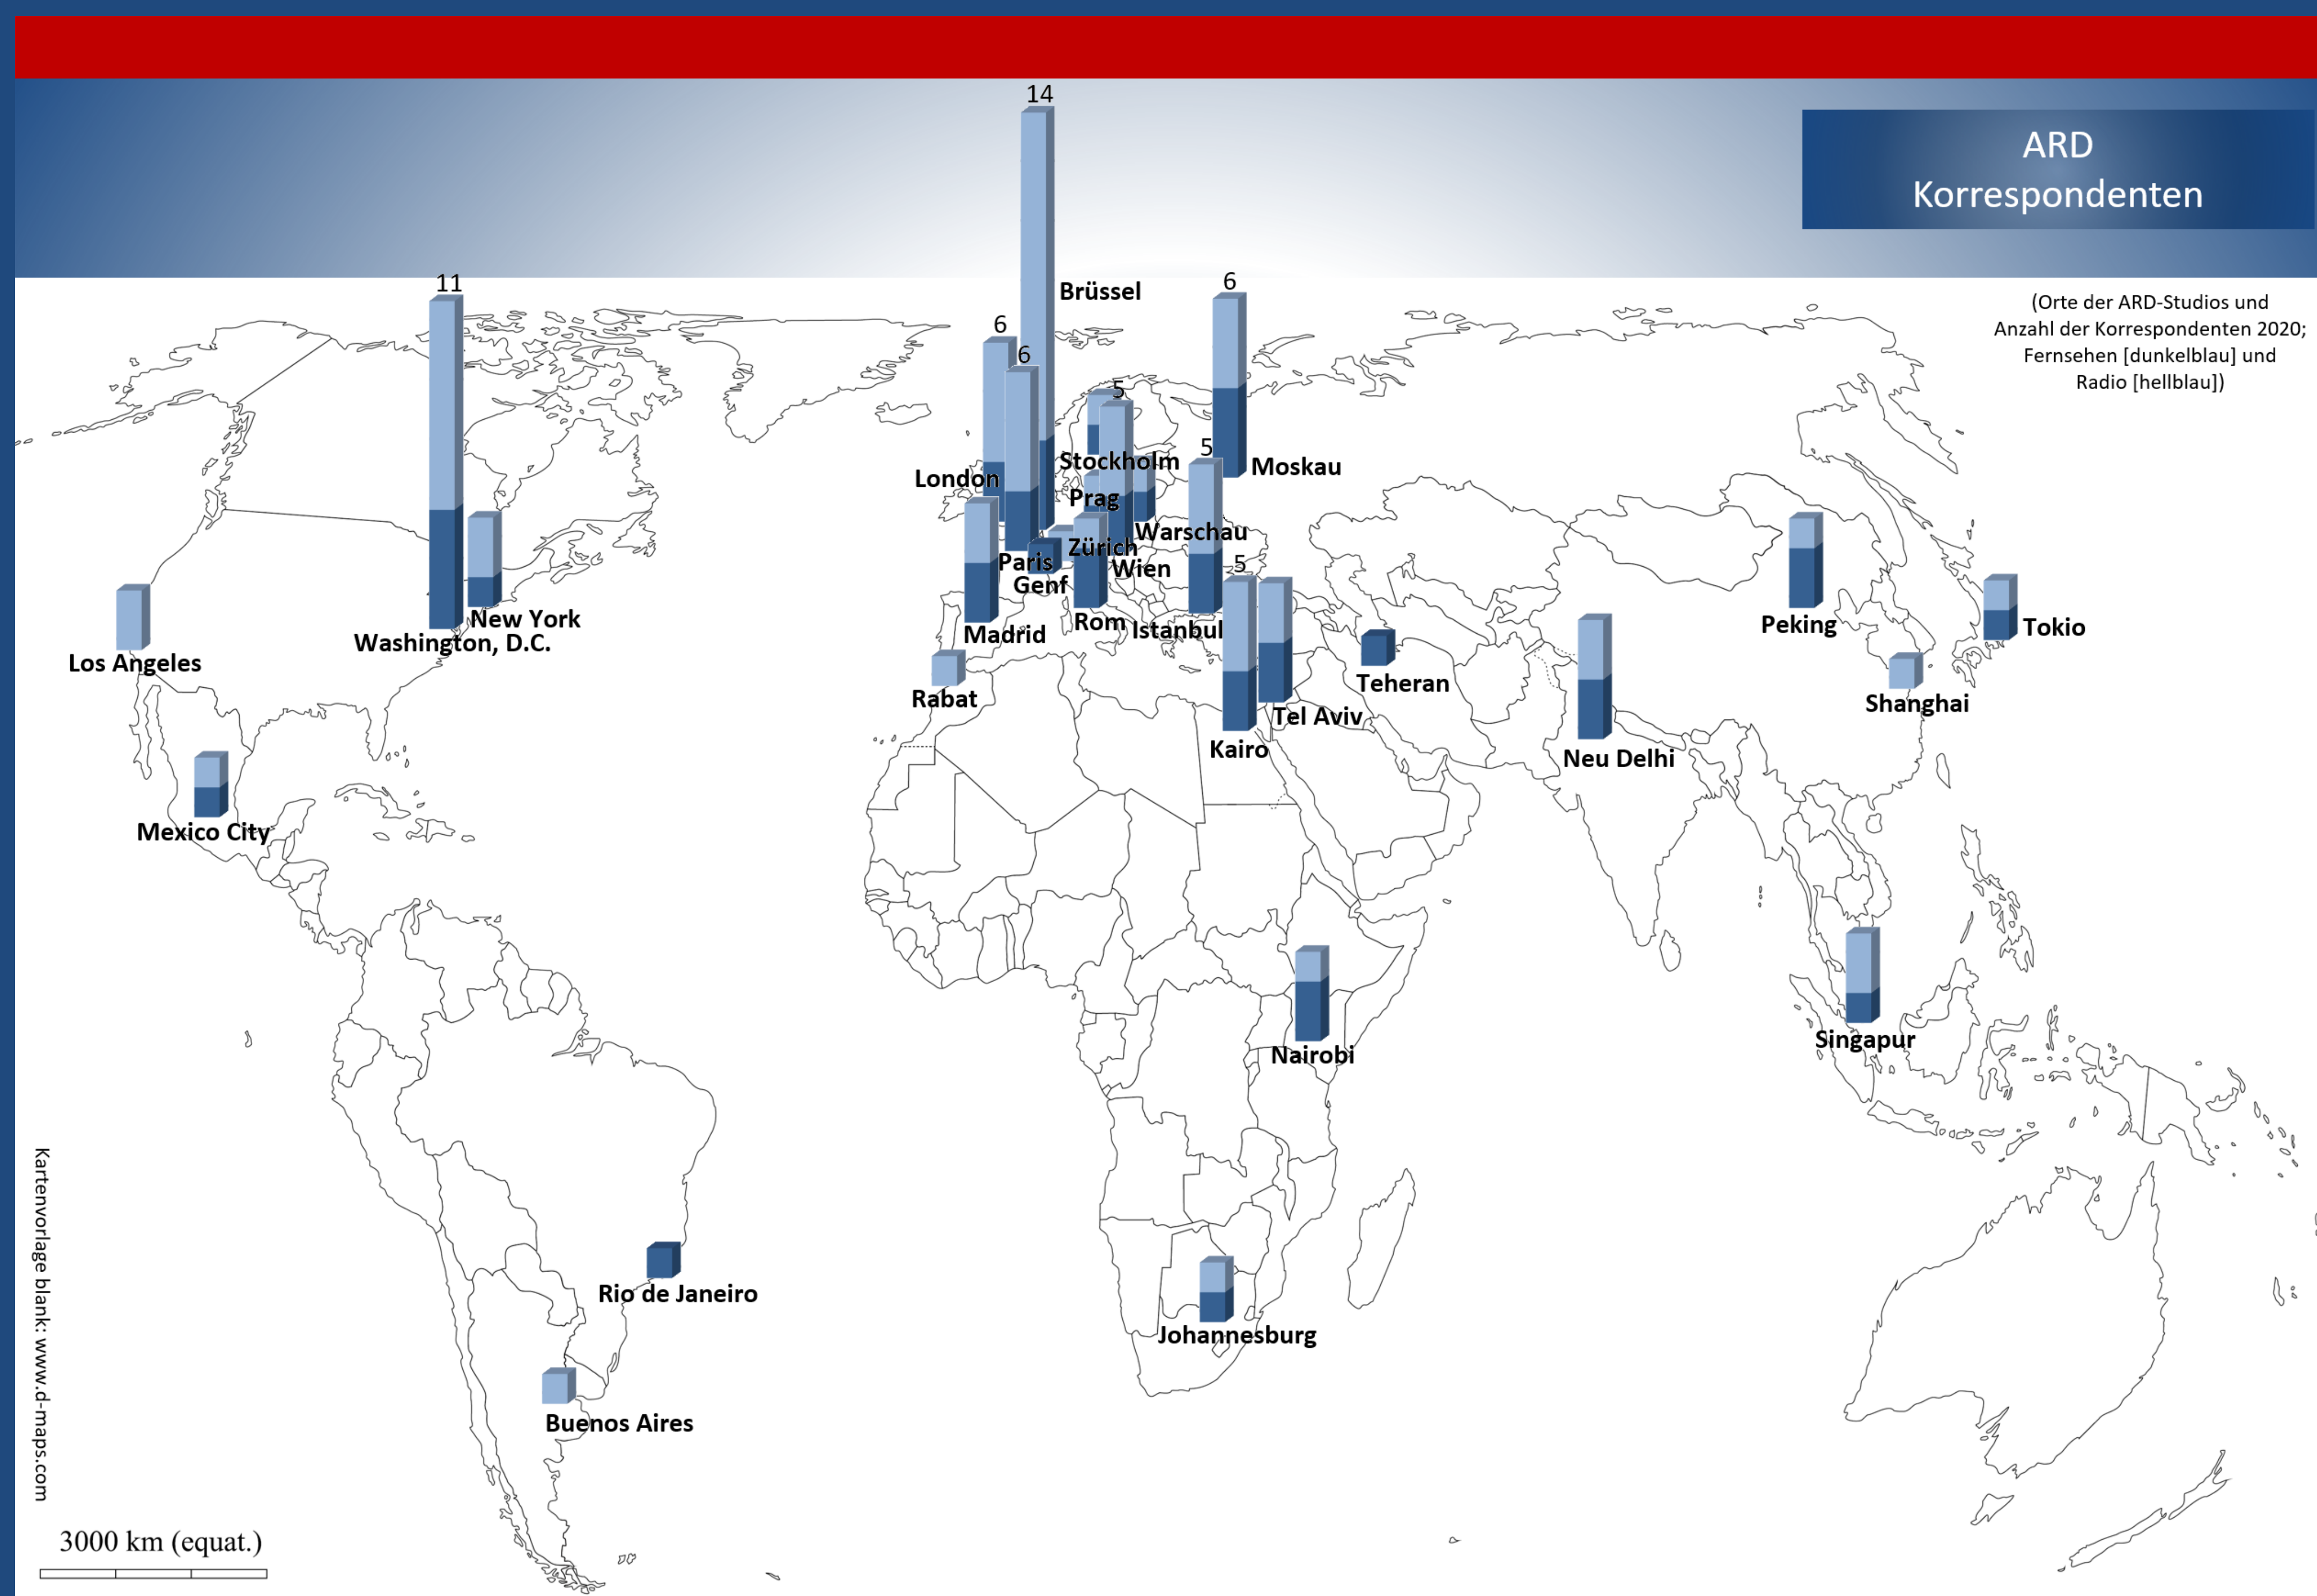 ARD
Korrespondenten
(Orte der ARD-Studios und
Anzahl der Korrespondenten 2020;
Fernsehen [dunkelblau] und
Radio [hellblau])
14
11
Brüssel
6
6
6
5
Stockholm
5
Moskau
London
Prag
Warschau
Zürich
Paris
Wien
Genf
5
New York
Washington, D.C.
Madrid
Rom
Istanbul
Peking
Tokio
Los Angeles
Rabat
Teheran
Shanghai
Tel Aviv
Kairo
Neu Delhi
Mexico City
Singapur
Nairobi
Rio de Janeiro
Johannesburg
Buenos Aires
Kartenvorlage blank: www.d-maps.com
3000 km (equat.)